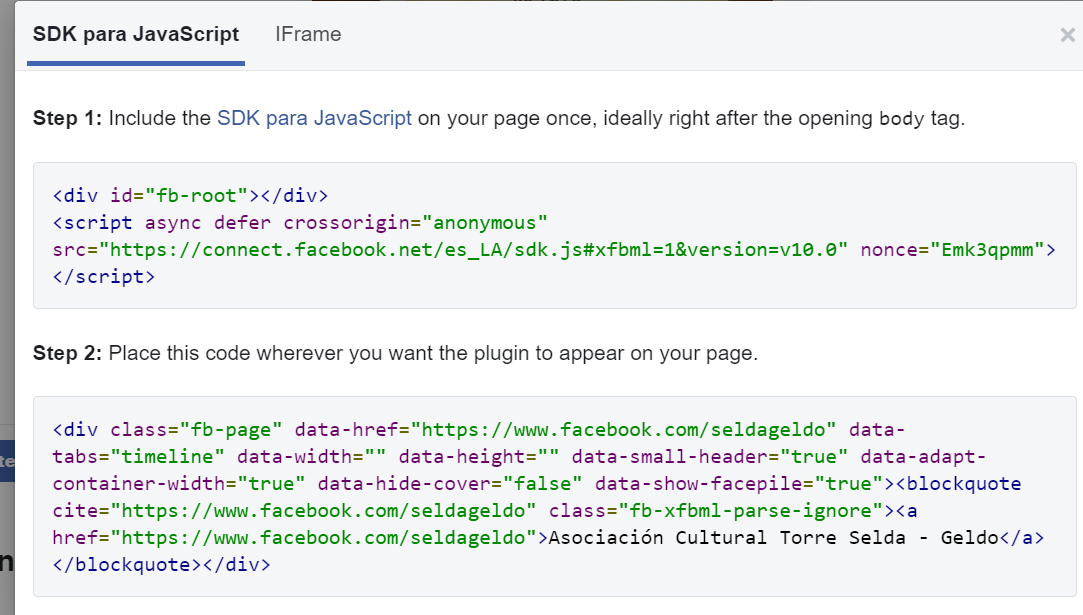 SDK para JavaScript IFrame ×
Step 1: Include the SDK para JavaScript on your page once, ideally right after the opening body tag.
<div id="fb-root"></div>
<script async defer crossorigin="anonymous"
src="https://connect.facebook.net/es_LA/sdk.js#xfbml=1&version=v10.0" nonce="Emk3qpmm">
</script>
Step 2: Place this code wherever you want the plugin to appear on your page.
<div class="fb-page" data-href="https://www.facebook.com/seldageldo" data-
tabs="timeline" data-width="" data-height="" data-small-header="true" data-adapt-
container-width="true" data-hide-cover="false" data-show-facepile="true"><blockquote
cite="https://www.facebook.com/seldageldo" class="fb-xfbml-parse-ignore"><a
href="https://www.facebook.com/seldageldo">Asociación Cultural Torre Selda - Geldo</a>
</blockquote></div>